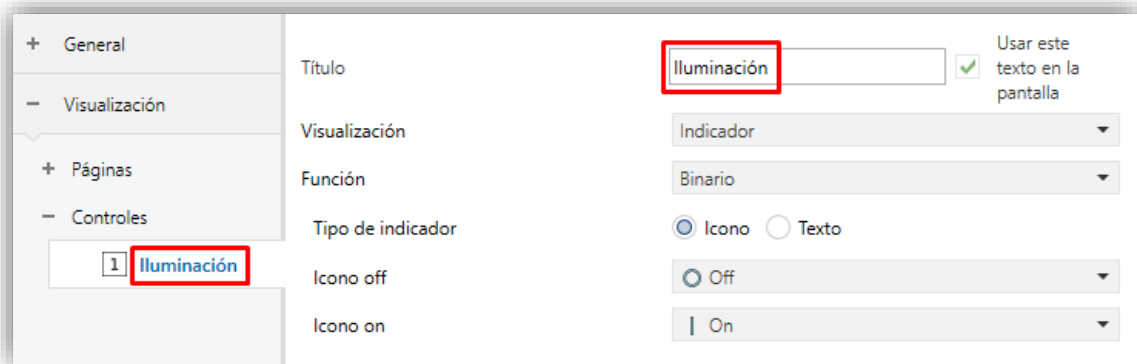 + General
− Visualización
+ Páginas
− Controles
1 Iluminación
Título
Iluminación
Usar este
texto en la
pantalla
Visualización
Indicador
Función
Binario
Tipo de indicador
Icono
Texto
Icono off
Off
Icono on
On